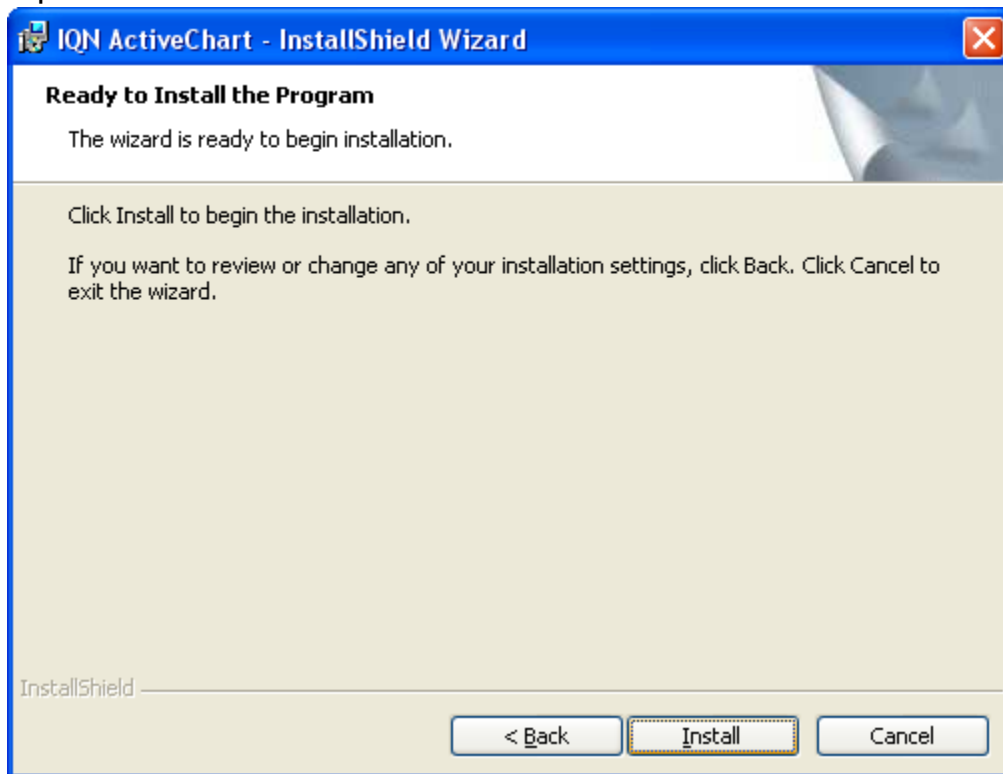 IQN ActiveChart - InstallShield Wizard
Ready to Install the Program
The wizard is ready to begin installation.
Click Install to begin the installation.
If you want to review or change any of your installation settings, click Back. Click Cancel to
exit the wizard.
InstallShield
< Back Install Cancel